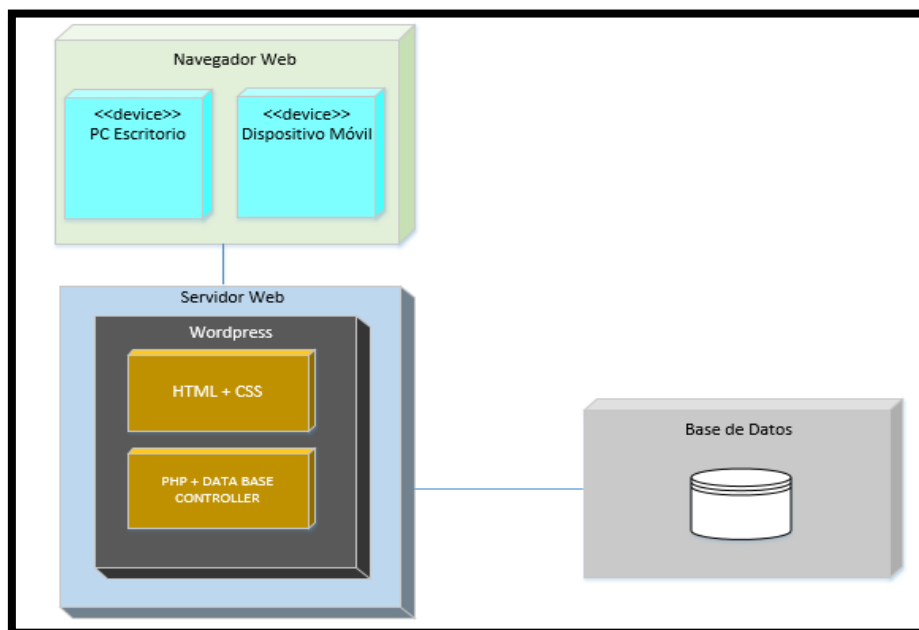 Navegador Web
<<device>>
PC Escritorio
<<device>>
Dispositivo Móvil
Servidor Web
Wordpress
HTML + CSS
PHP + DATA BASE
CONTROLLER
Base de Datos